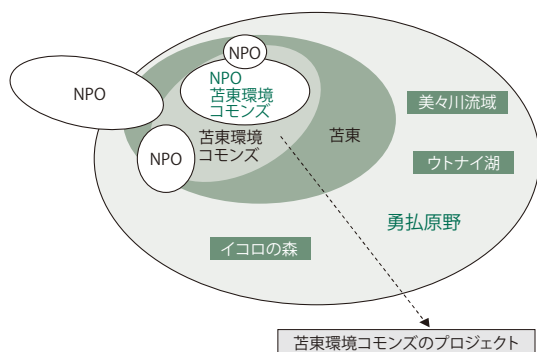 NPO
NPO
NPO
苫東環境
コモンズ
美々川流域
苫東環境
コモンズ
苫東
NPO
ウトナイ湖
勇払原野
イコロの森
苫東環境コモンズのプロジェクト